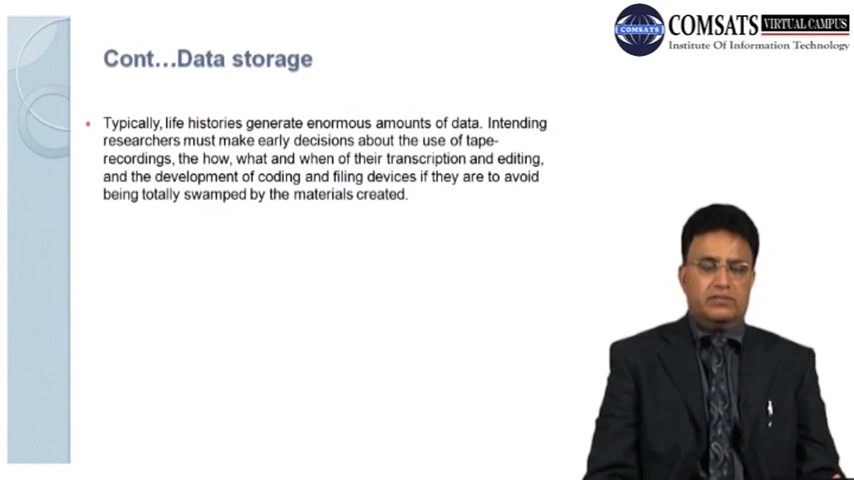 COMSATS VIRTUAL CAMPUS
COMSATS
Institute Of Information Technology
Cont…Data storage
Typically, life histories generate enormous amounts of data. Intending
researchers must make early decisions about the use of tape-
recordings, the how, what and when of their transcription and editing,
and the development of coding and filing devices if they are to avoid
being totally swamped by the materials created.